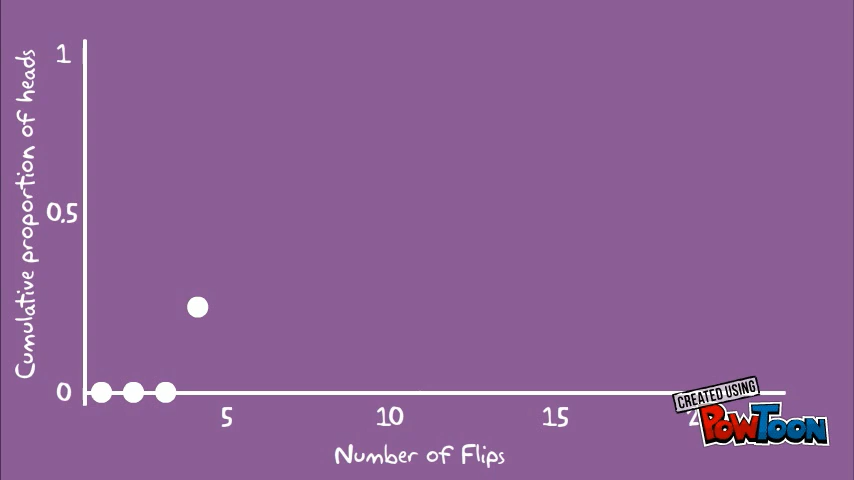 Cumulative proportion of heads
1
0.5
0
5
10
15
Number of Flips
CREATED USING
POWTOON